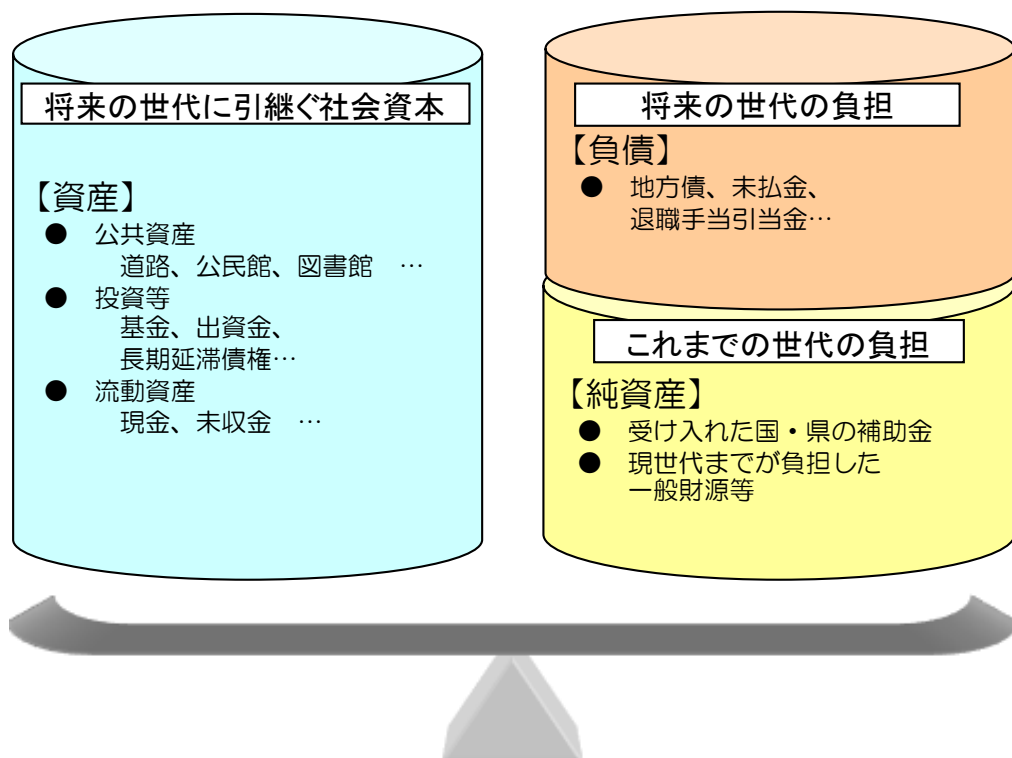 将来の世代に引継ぐ社会資本
【資産】
● 公共資産
道路、公民館、図書館 …
● 投資等
基金、出資金、
長期延滞債権…
● 流動資産
現金、未収金 …
将来の世代の負担
【負債】
● 地方債、未払金、
退職手当引当金…
これまでの世代の負担
【純資産】
● 受け入れた国・県の補助金
● 現世代までが負担した
一般財源等